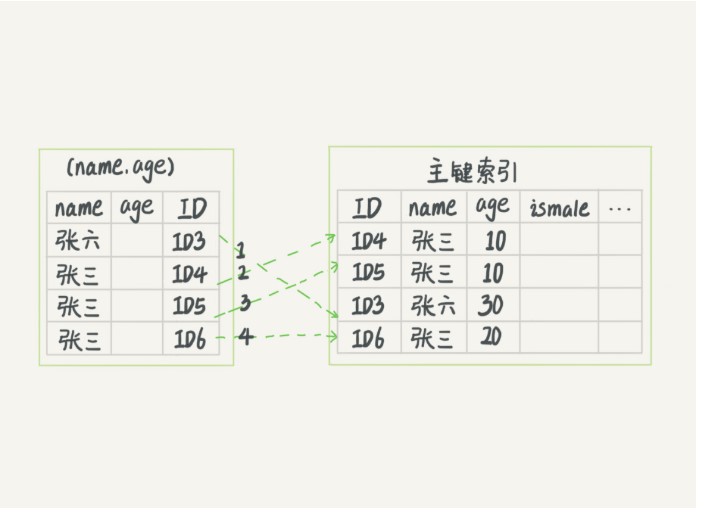 (name.age)
name age ID
张六 ID3
张三 ID4
张三 ID5
张三 ID6
1
2
3
4
主键索引
ID name age ismale ...
ID4 张三 10
ID5 张三 10
ID3 张六 30
ID6 张三 20